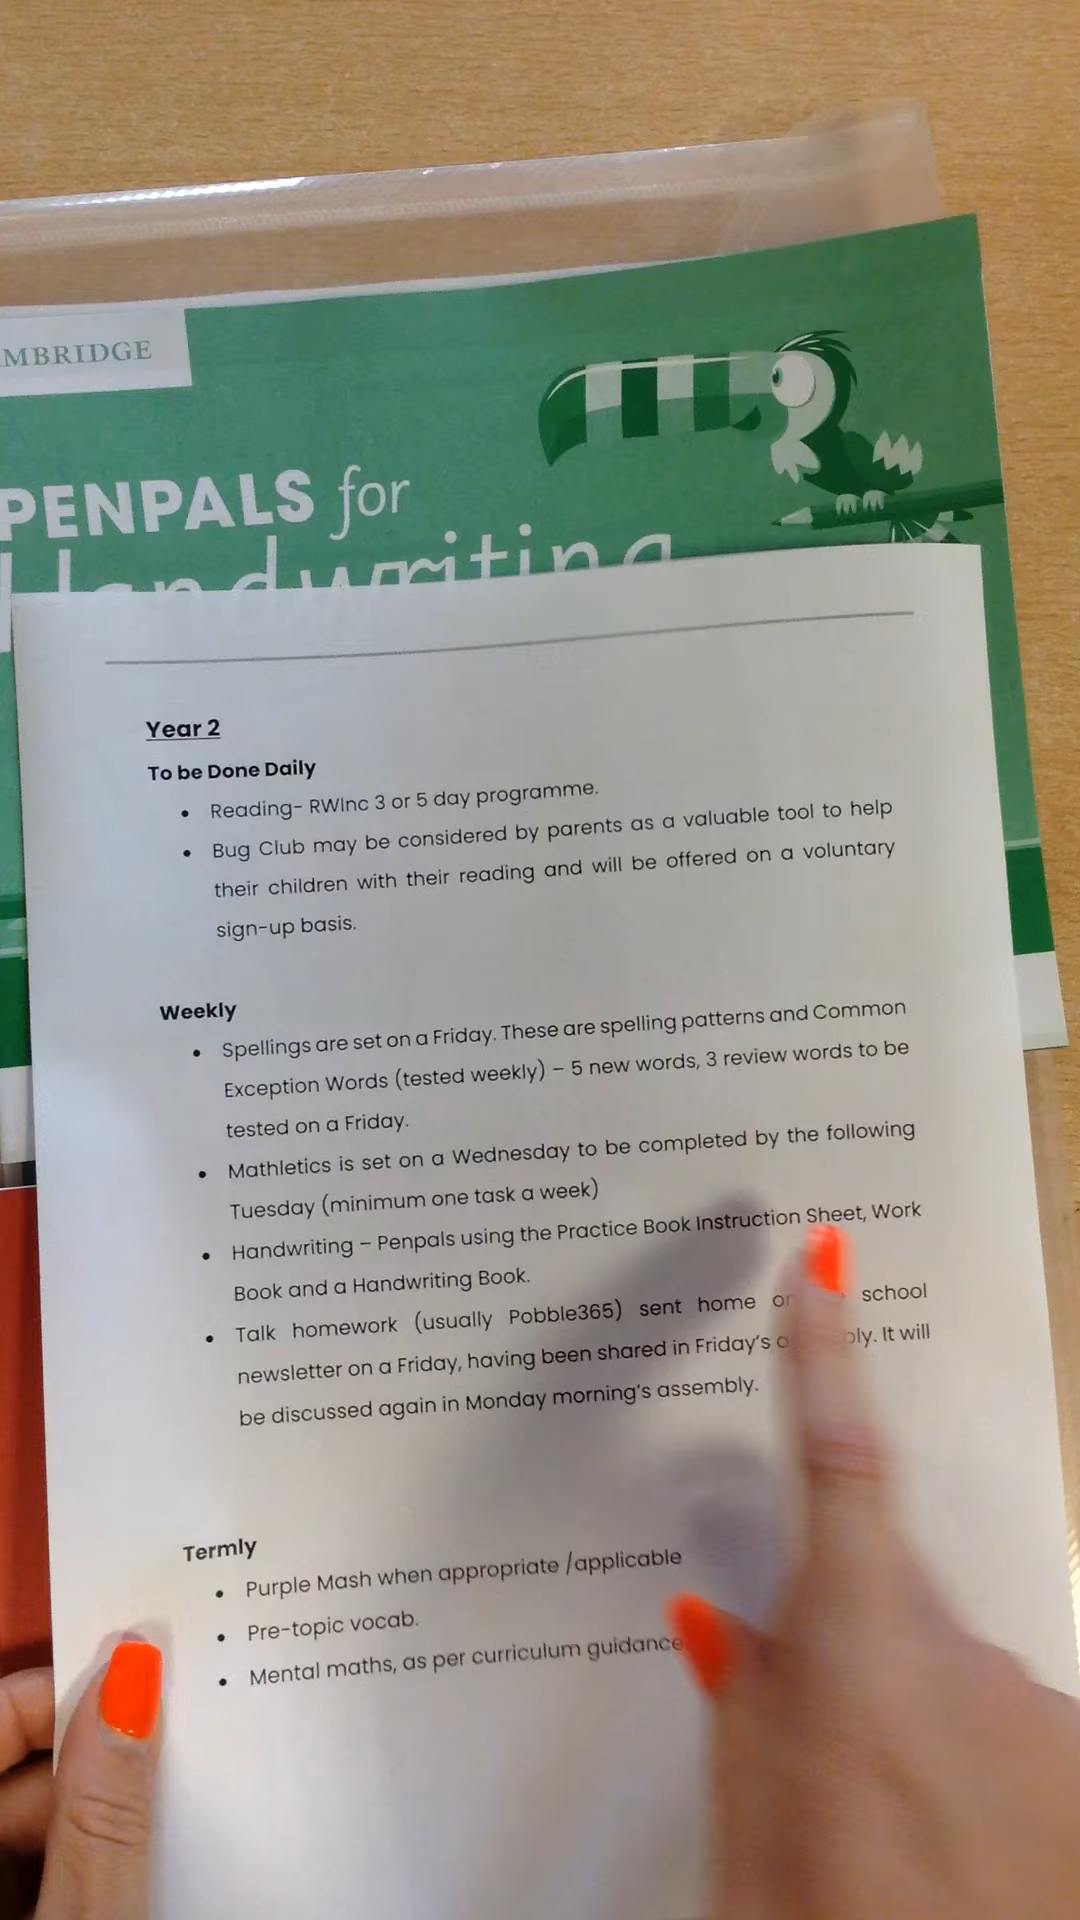 MBRIDGE
PENPALS for
Handwriting
Year 2
To be Done Daily
• Reading- RWInc 3 or 5 day programme.
• Bug Club may be considered by parents as a valuable tool to help
their children with their reading and will be offered on a voluntary
sign-up basis.
Weekly
• Spellings are set on a Friday. These are spelling patterns and Common
Exception Words (tested weekly) – 5 new words, 3 review words to be
tested on a Friday.
• Mathletics is set on a Wednesday to be completed by the following
Tuesday (minimum one task a week)
• Handwriting – Penpals using the Practice Book Instruction Sheet, Work
Book and a Handwriting Book.
• Talk homework (usually Pobble365) sent home school
newsletter on a Friday, having been shared in Friday's It will
be discussed again in Monday morning's assembly.
Termly
• Purple Mash when appropriate /applicable
• Pre-topic vocab.
• Mental maths, as per curriculum guidance